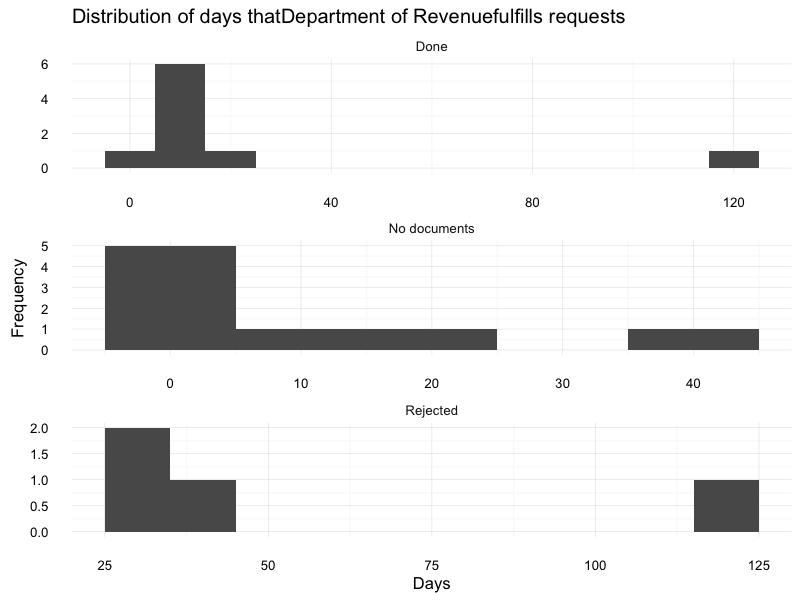 Distribution of days thatDepartment of Revenuefulfills requests
Done
6
4
2
0
0 40 80 120
No documents
5
4
3
2
1
0
0 10 20 30 40
Frequency
Rejected
2.0
1.5
1.0
0.5
0.0
25 50 75 100 125
Days